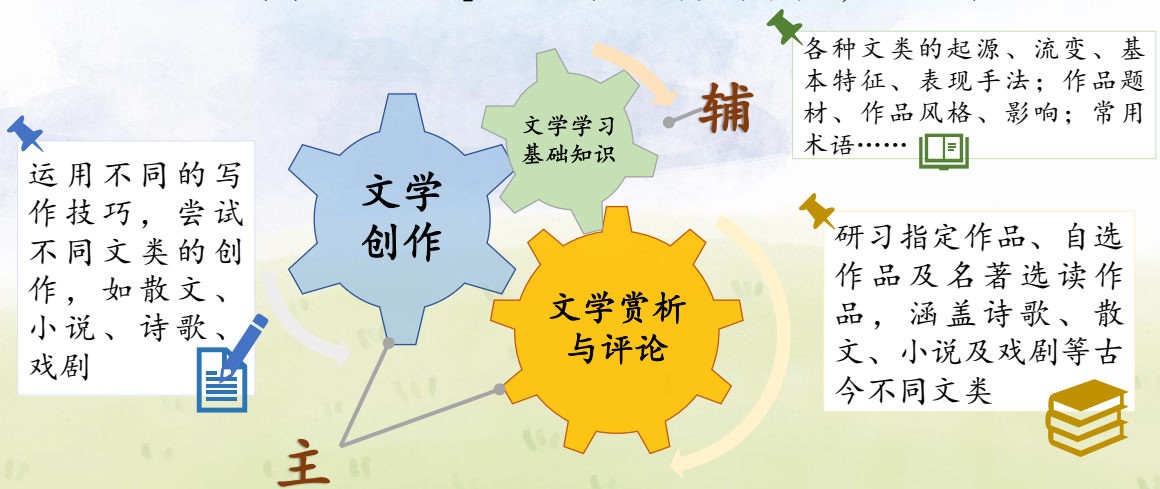 各种文类的起源、流变、基
本特征、表现手法；作品题
材、作品风格、影响；常用
术语……
辅
文学学习
基础知识
运用不同的写
作技巧，尝试
不同文类的创
作，如散文、
小说、诗歌、
戏剧
文学
创作
文学赏析
与评论
研习指定作品、自选
作品及名著选读作
品，涵盖诗歌、散
文、小说及戏剧等古
今不同文类
主